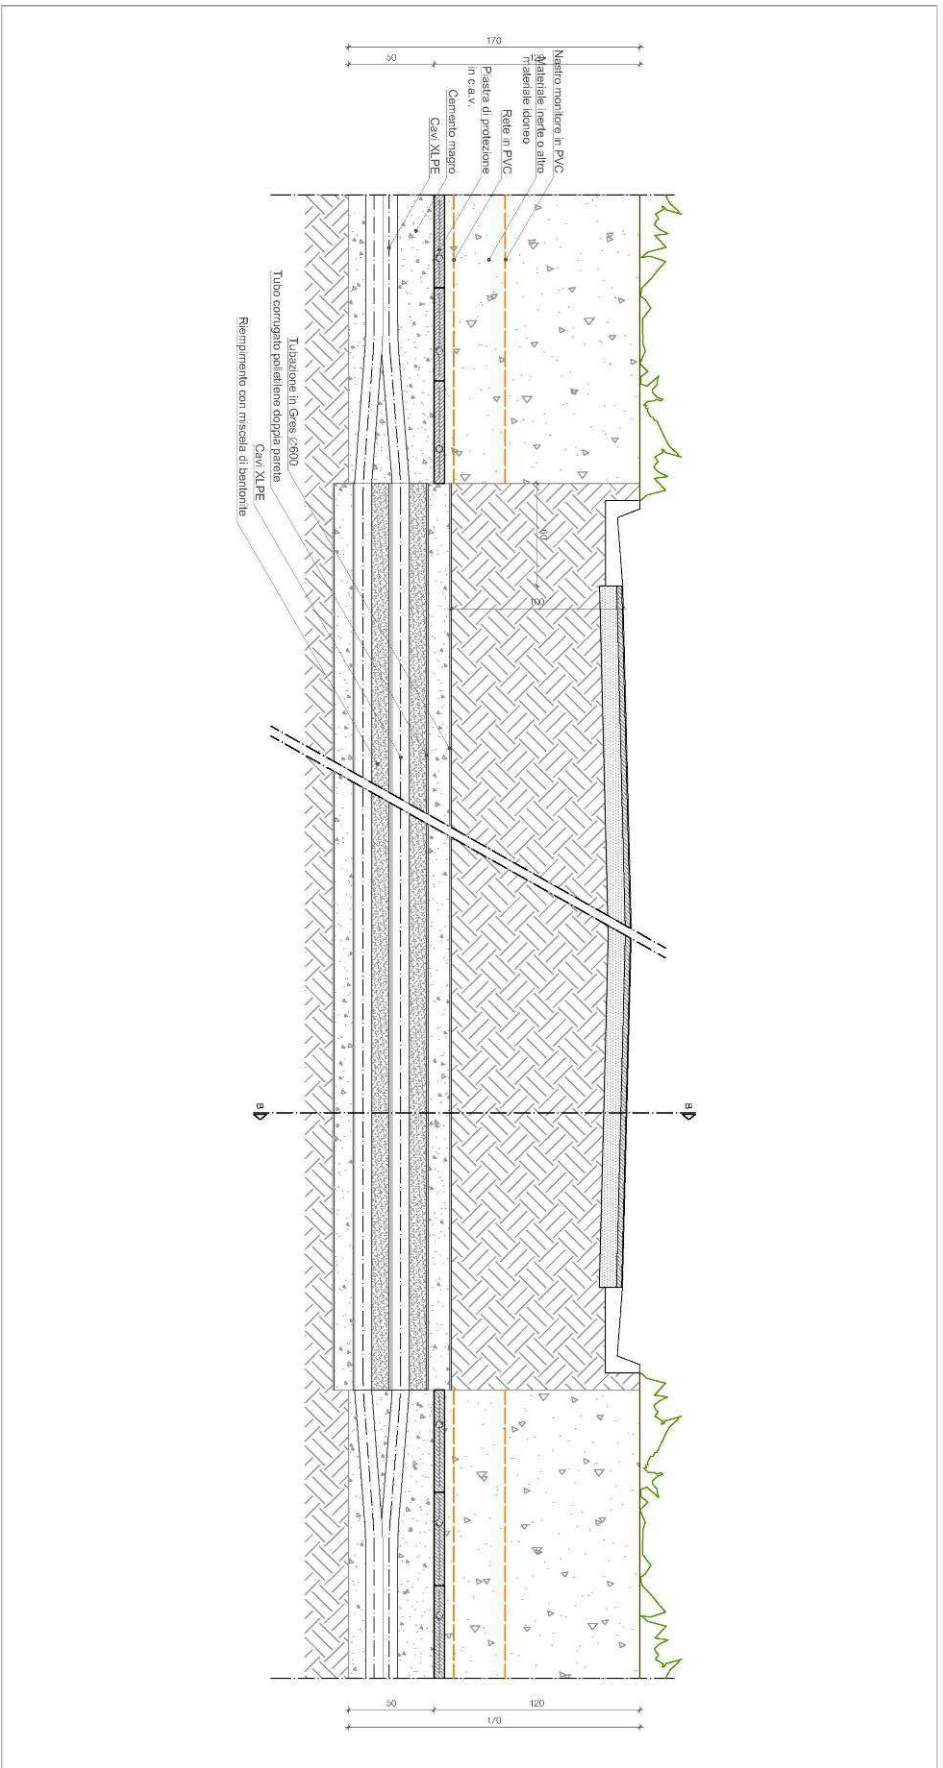 170
50
120
Nastro monitore in PVC
Materiale inerte o altro
materiale idoneo
Rete in PVC
Piastra di protezione
in c.a.v.
Cemento magro
Cavi XLPE
Tubazione in Gres ∅600
Tubo corrugato polietilene doppia parete
Cavi XLPE
Riempimento con miscela di bentonite
B
B
50
120
170